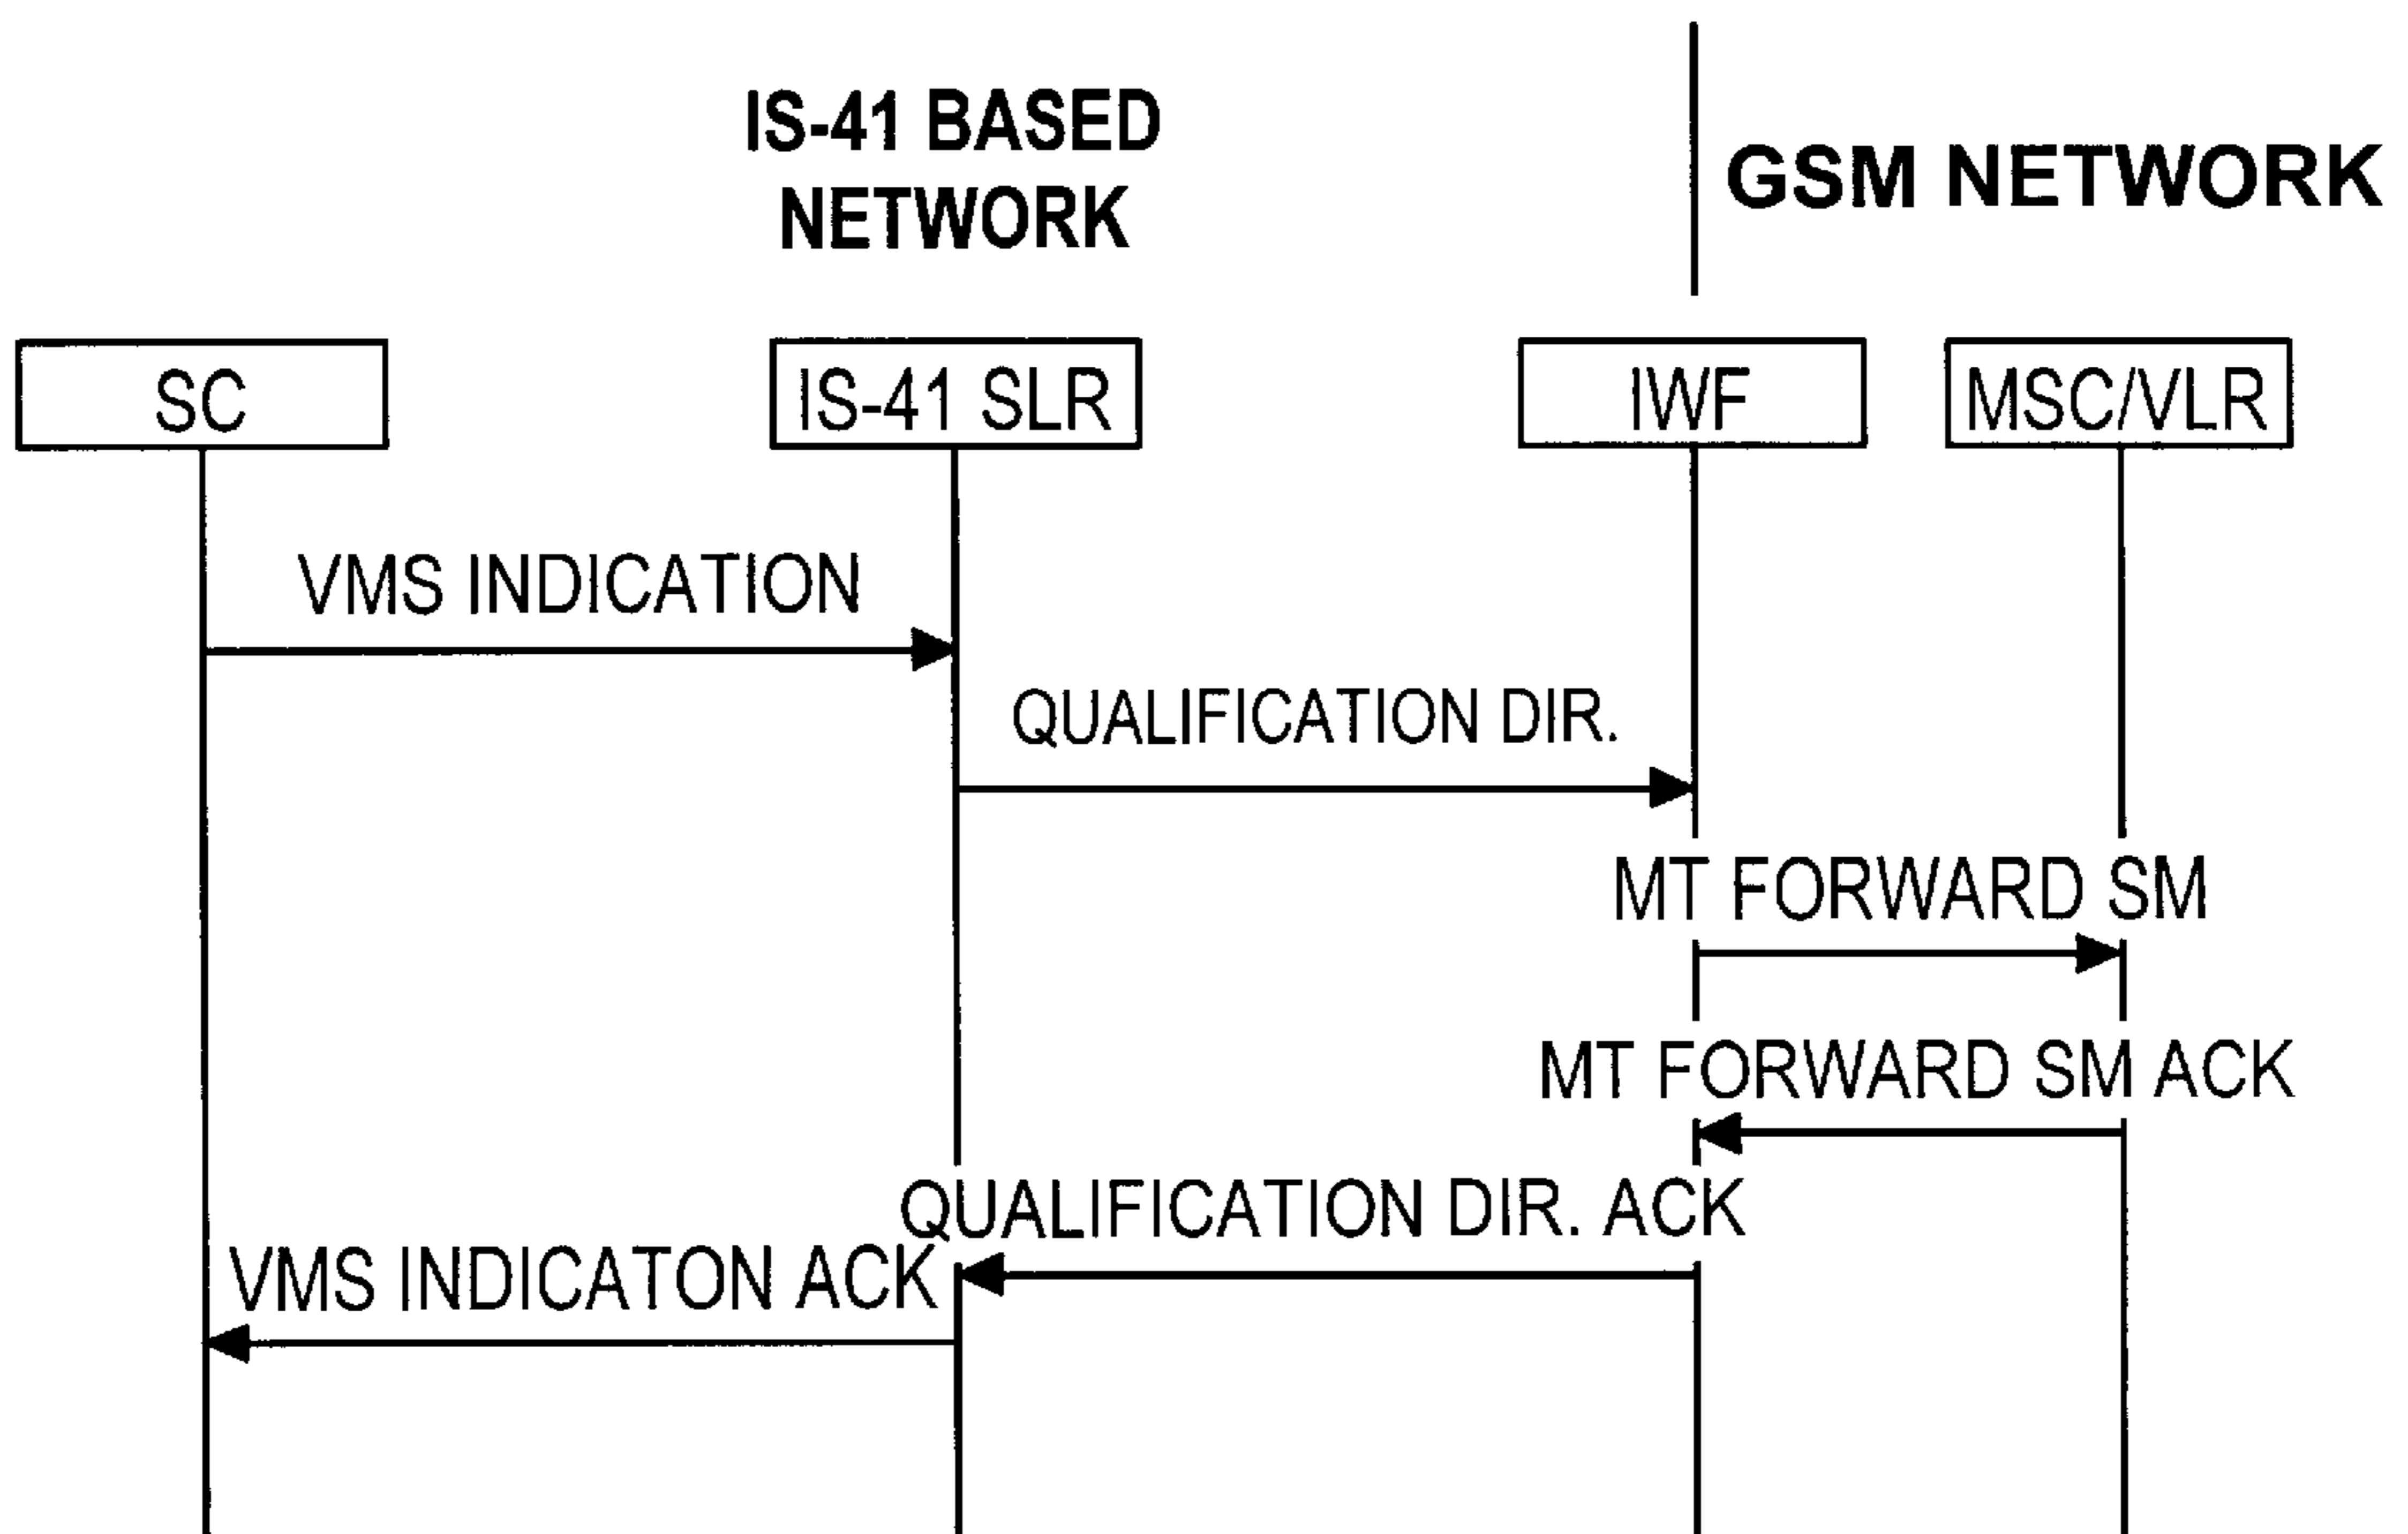 IS-41 BASED
NETWORK
GSM NETWORK
SC
IS-41 SLR
IWF
MSC/VLR
VMS INDICATION
QUALIFICATION DIR.
MT FORWARD SM
MT FORWARD SM ACK
QUALIFICATION DIR. ACK
VMS INDICATON ACK